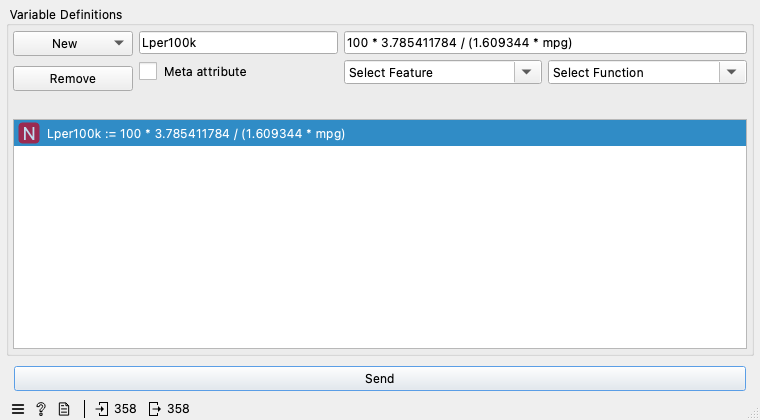 Variable Definitions
New Lper100k 100 * 3.785411784 / (1.609344 * mpg)
Remove Meta attribute Select Feature Select Function
N Lper100k := 100 * 3.785411784 / (1.609344 * mpg)
Send
? 358 358